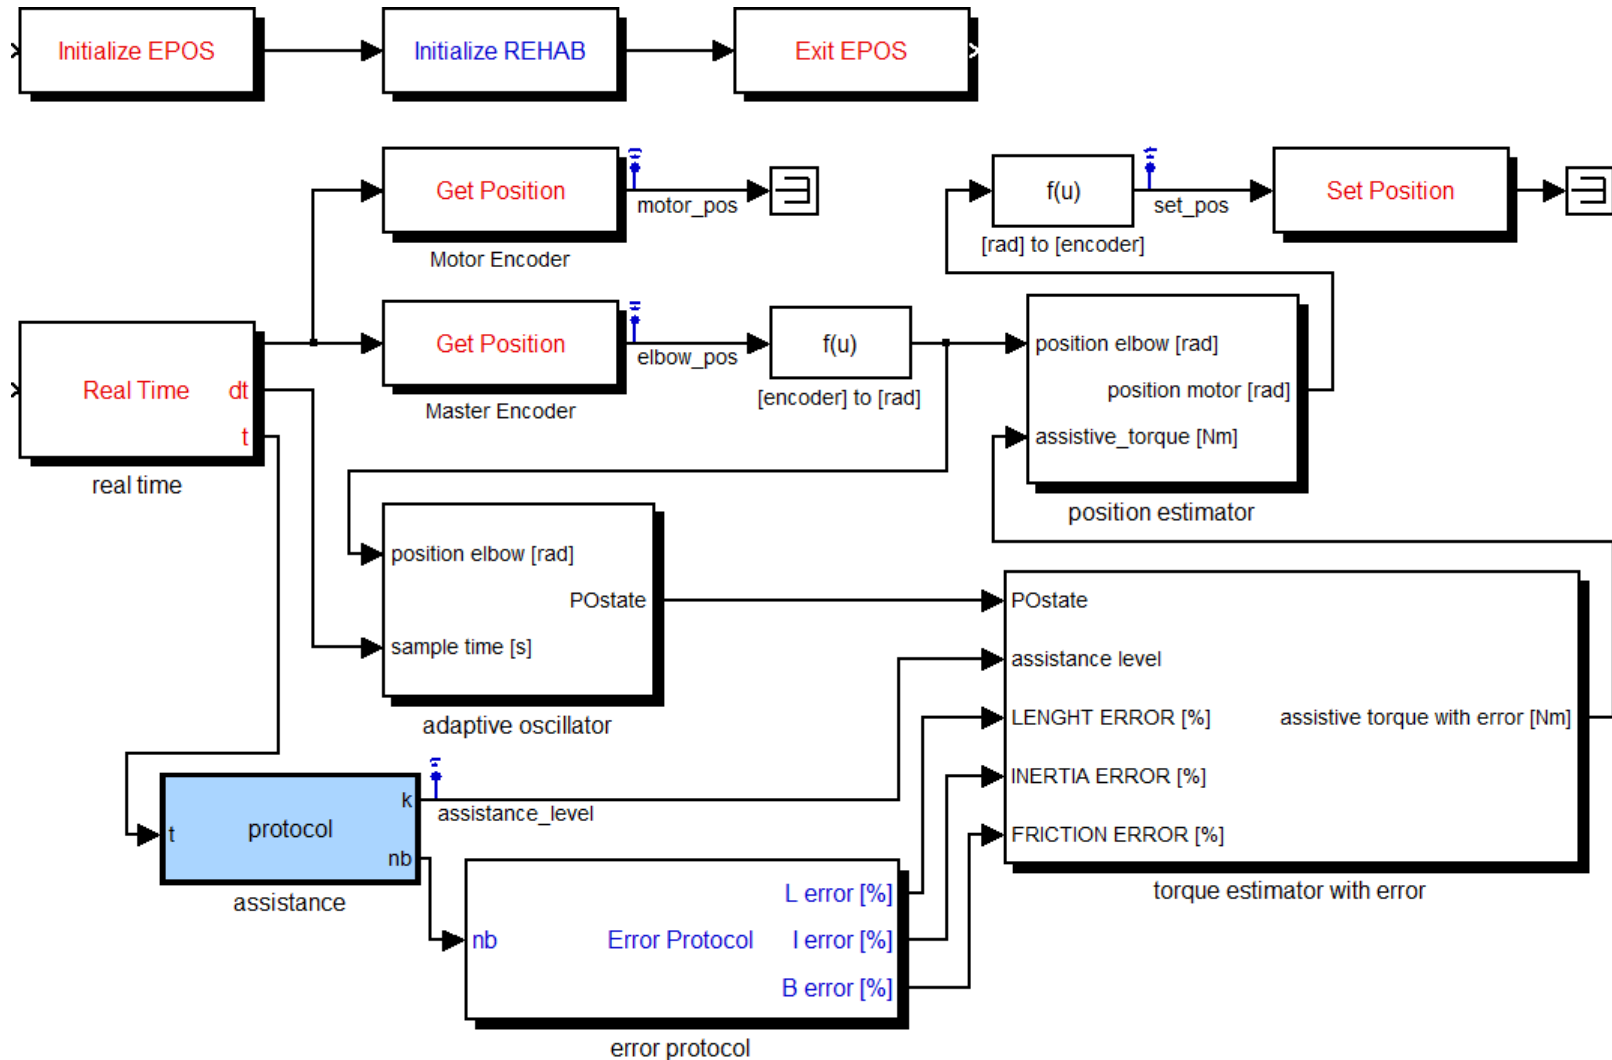 Initialize EPOS
Initialize REHAB
Exit EPOS
Get Position
motor_pos
Motor Encoder
f(u)
[rad] to [encoder]
set_pos
Set Position
Real Time
dt
t
real time
Get Position
elbow_pos
Master Encoder
f(u)
[encoder] to [rad]
position elbow [rad]
position motor [rad]
assistive_torque [Nm]
position estimator
position elbow [rad]
POstate
sample time [s]
adaptive oscillator
POstate
assistance level
LENGHT ERROR [%]
assistive torque with error [Nm]
INERTIA ERROR [%]
FRICTION ERROR [%]
torque estimator with error
t
protocol
k
nb
assistance
assistance_level
nb
Error Protocol
L error [%]
I error [%]
B error [%]
error protocol